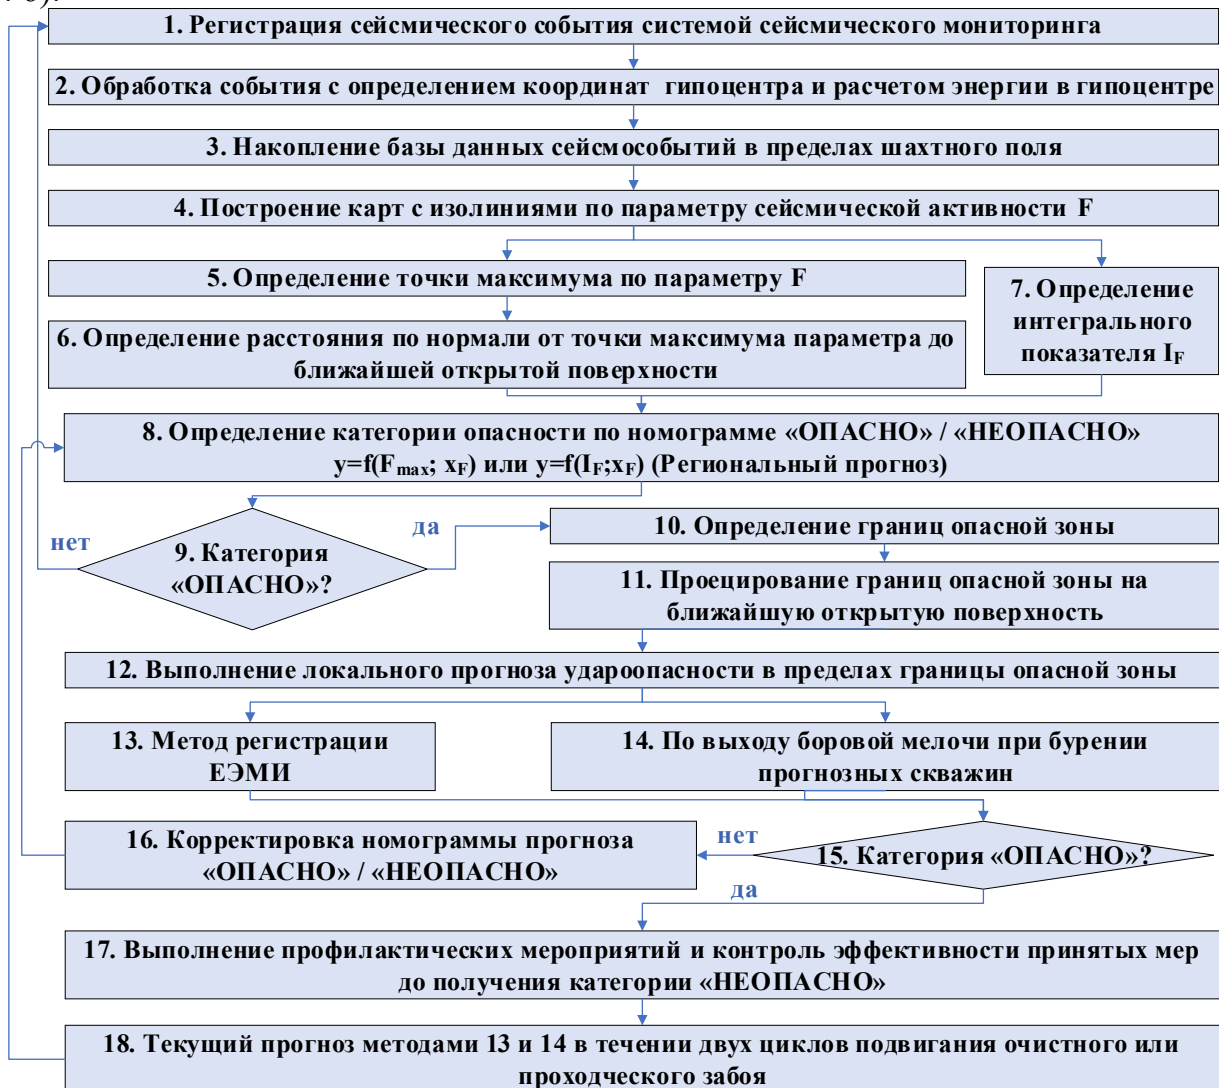 1. Регистрация сейсмического события системой сейсмического мониторинга
2. Обработка события с определением координат гипоцентра и расчетом энергии в гипоцентре
3. Накопление базы данных сейсмособытий в пределах шахтного поля
4. Построение карт с изолиниями по параметру сейсмической активности F
5. Определение точки максимума по параметру F
6. Определение расстояния по нормали от точки максимума параметра до
ближайшей открытой поверхности
7. Определение
интегрального
показателя I_F
8. Определение категории опасности по номограмме «ОПАСНО» / «НЕОПАСНО»
y=f(F_max; x_F) или y=f(I_F;x_F) (Региональный прогноз)
нет
9. Категория
«ОПАСНО»?
да
10. Определение границ опасной зоны
11. Проецирование границ опасной зоны на
ближайшую открытую поверхность
12. Выполнение локального прогноза удароопасности в пределах границы опасной зоны
13. Метод регистрации
ЕЭМИ
14. По выходу боровой мелочи при бурении
прогнозных скважин
15. Категория «ОПАСНО»?
нет
16. Корректировка номограммы прогноза
«ОПАСНО» / «НЕОПАСНО»
да
17. Выполнение профилактических мероприятий и контроль эффективности принятых мер
до получения категории «НЕОПАСНО»
18. Текущий прогноз методами 13 и 14 в течении двух циклов подвигания очистного или
проходческого забоя